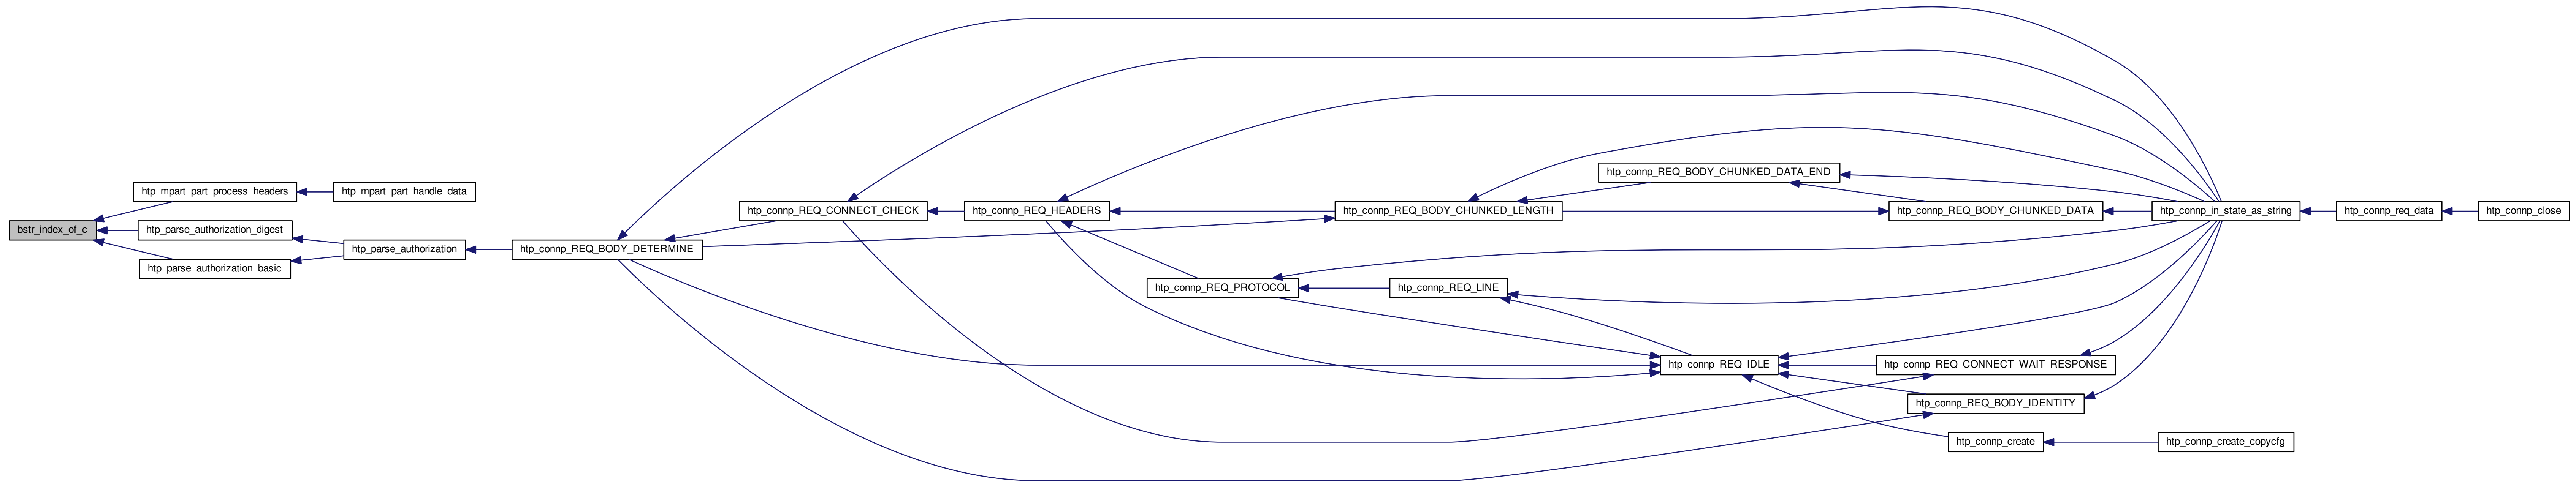 bstr_index_of_c
htp_mpart_part_process_headers
htp_mpart_part_handle_data
htp_parse_authorization_digest
htp_parse_authorization
htp_parse_authorization_basic
htp_connp_REQ_BODY_DETERMINE
htp_connp_REQ_CONNECT_CHECK
htp_connp_REQ_HEADERS
htp_connp_REQ_PROTOCOL
htp_connp_REQ_BODY_CHUNKED_LENGTH
htp_connp_REQ_LINE
htp_connp_REQ_BODY_CHUNKED_DATA_END
htp_connp_REQ_IDLE
htp_connp_REQ_BODY_CHUNKED_DATA
htp_connp_REQ_CONNECT_WAIT_RESPONSE
htp_connp_REQ_BODY_IDENTITY
htp_connp_create
htp_connp_in_state_as_string
htp_connp_create_copycfg
htp_connp_req_data
htp_connp_close